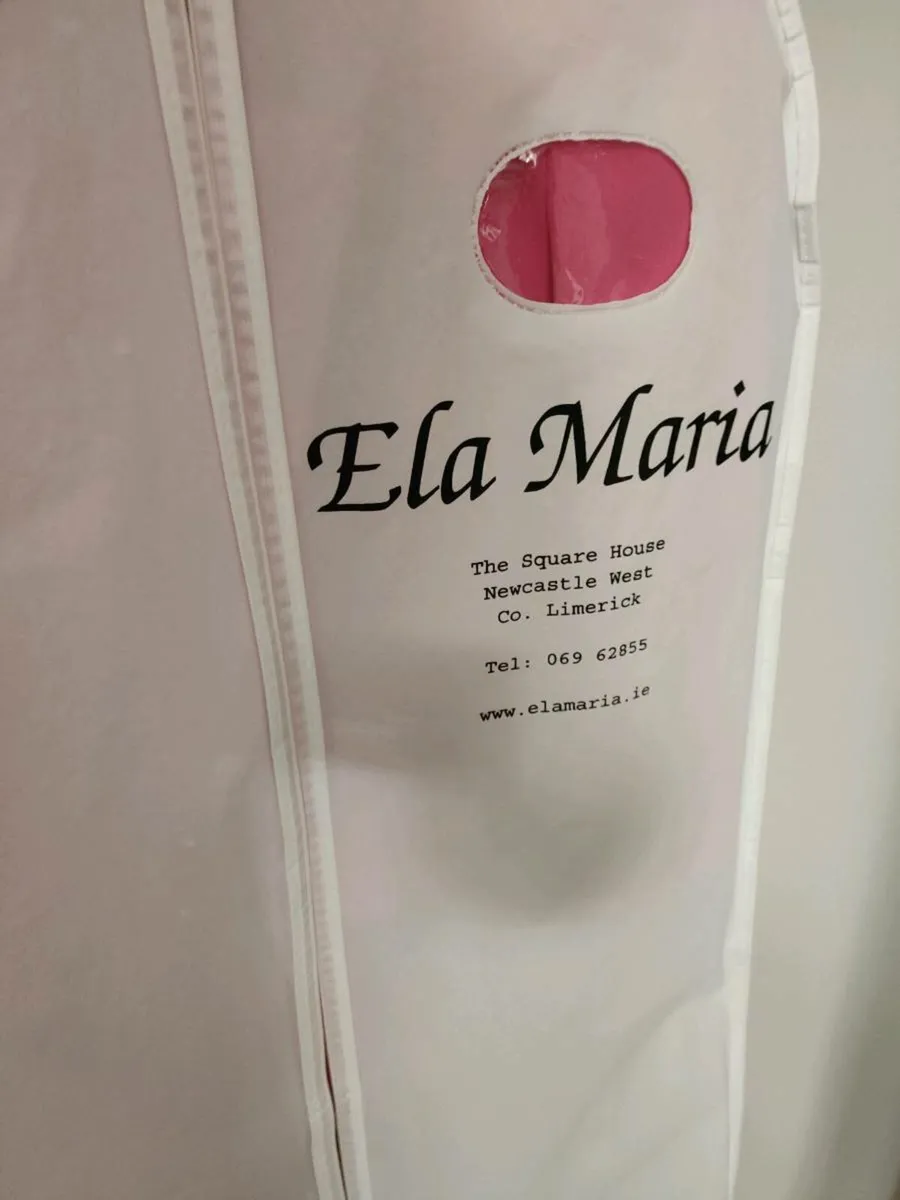 Ela Maria
The Square House
Newcastle West
Co. Limerick
Tel: 069 62855
www.elamaria.ie